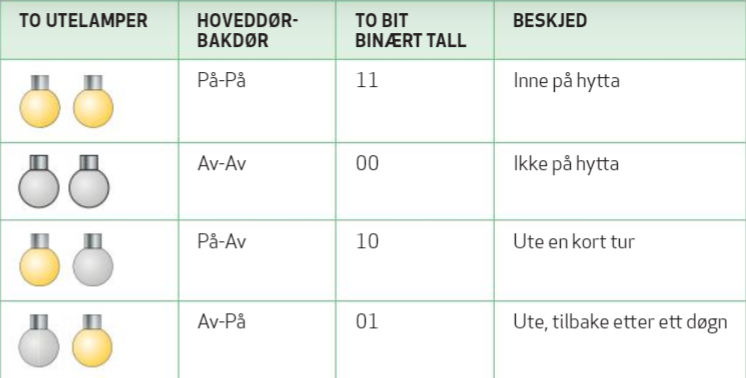 TO UTELAMPER
HOVEDDØR-
BAKDØR
TO BIT
BINÆRT TALL
BESKJED
På-På
11
Inne på hytta
Av-Av
00
Ikke på hytta
På-Av
10
Ute en kort tur
Av-På
01
Ute, tilbake etter ett døgn